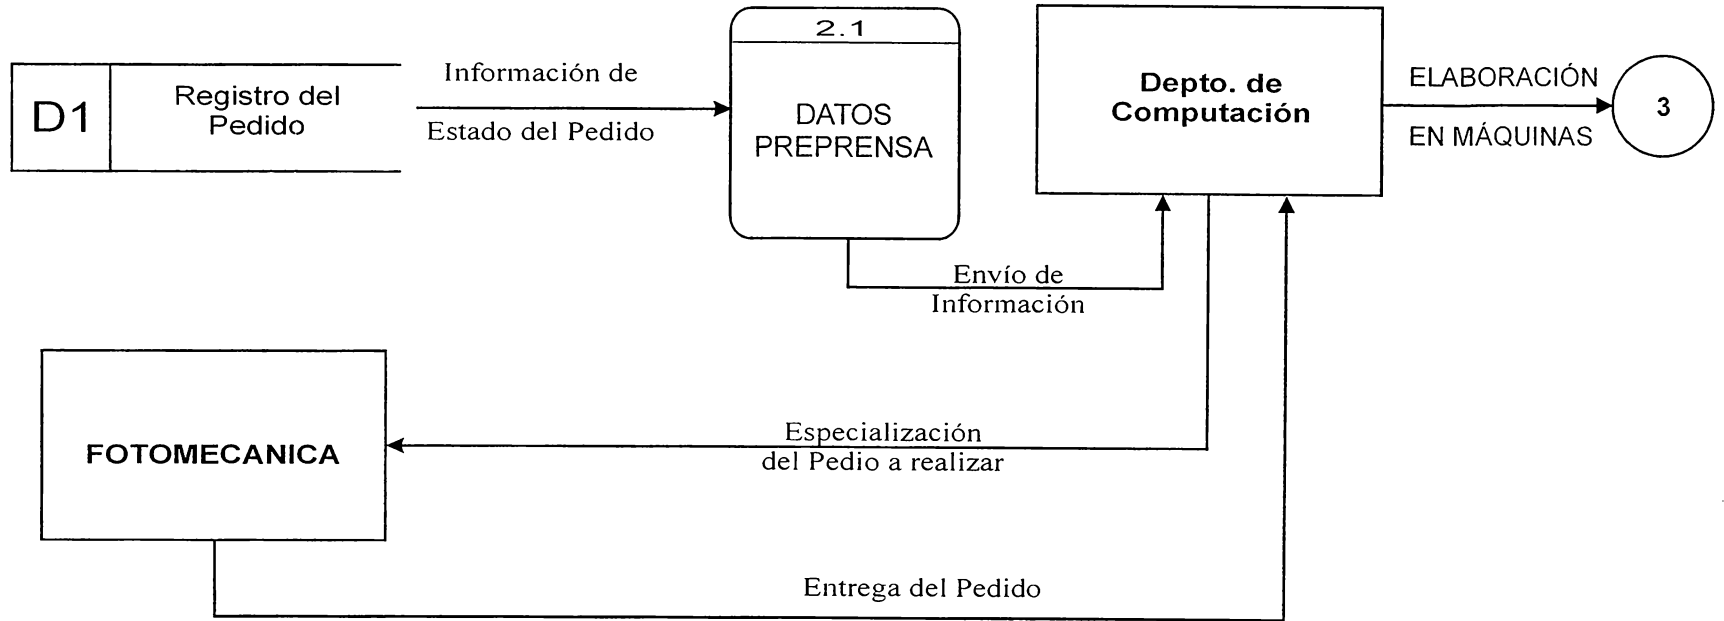 2.1
D1
Registro del
Pedido
Información de
Estado del Pedido
DATOS
PREPRENSA
Depto. de
Computación
ELABORACIÓN
EN MÁQUINAS
3
Envío de
Información
FOTOMECANICA
Especialización
del Pedio a realizar
Entrega del Pedido